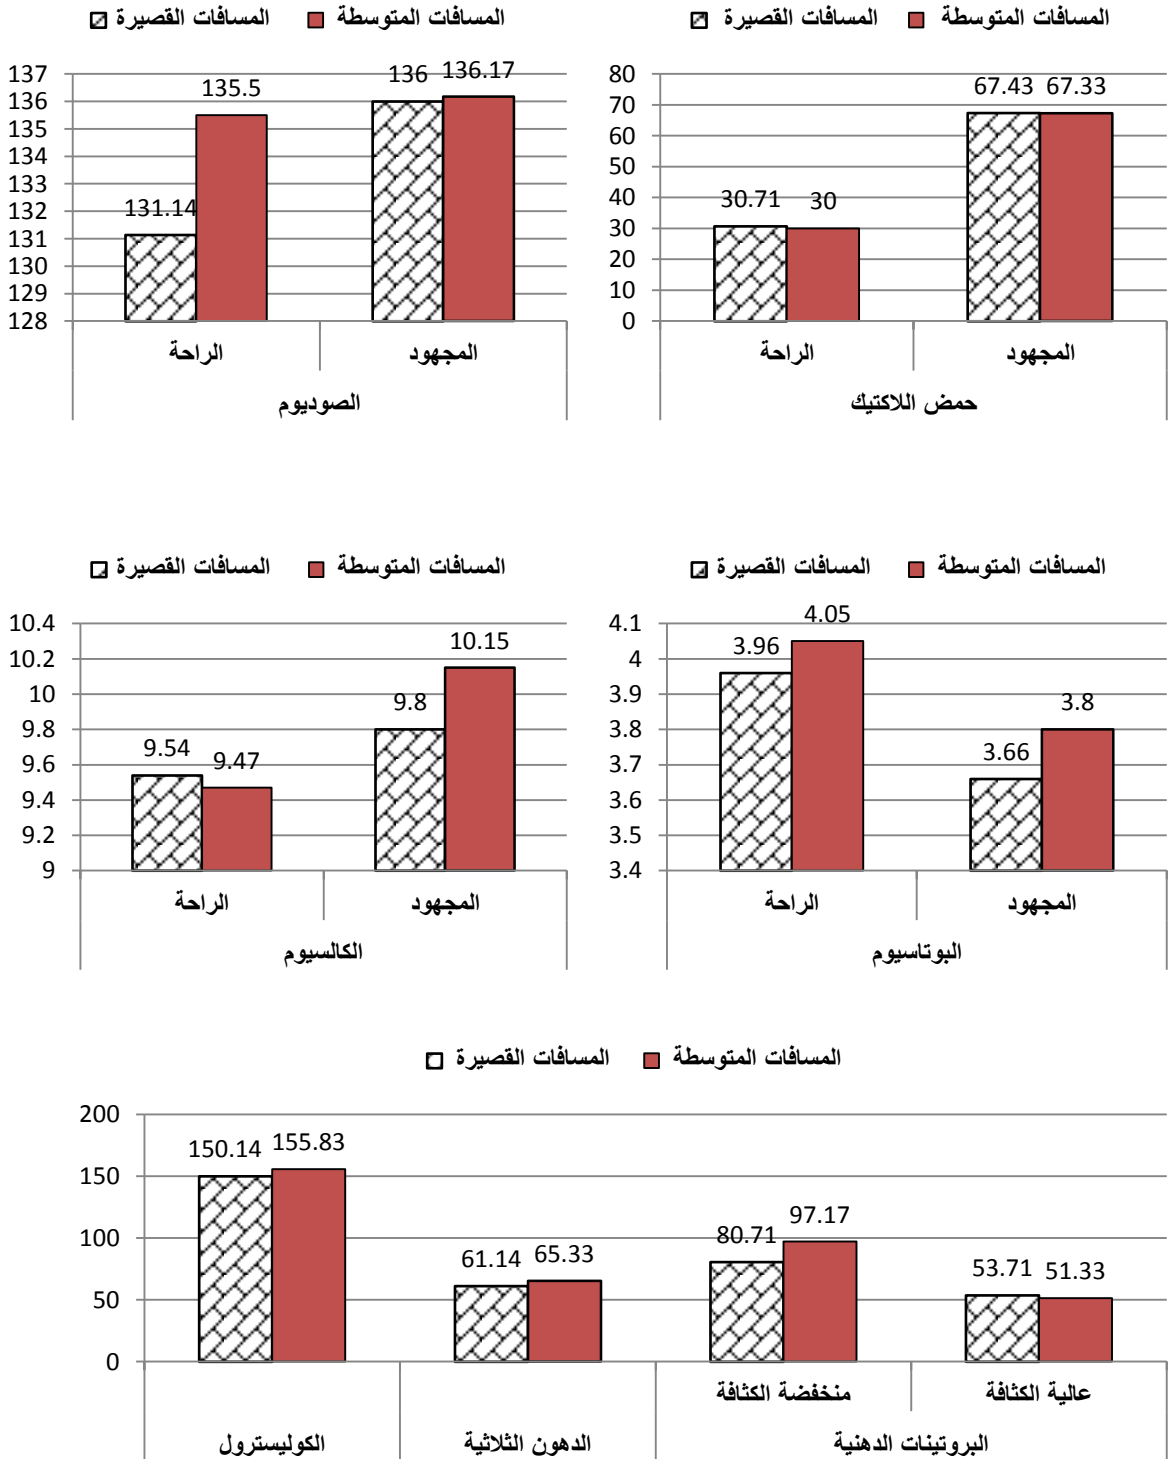 المسافات القصيرة المسافات المتوسطة
137
136
135
134
133
132
131
130
129
128
131.14 135.5 136 136.17
الراحة المجهود
الصوديوم
المسافات القصيرة المسافات المتوسطة
80
70
60
50
40
30
20
10
0
30.71 30 67.43 67.33
الراحة المجهود
حمض اللاكتيك
المسافات القصيرة المسافات المتوسطة
10.4
10.2
10
9.8
9.6
9.4
9.2
9
9.54 9.47 9.8 10.15
الراحة المجهود
الكالسيوم
المسافات القصيرة المسافات المتوسطة
4.1
4
3.9
3.8
3.7
3.6
3.5
3.4
3.96 4.05 3.66 3.8
الراحة المجهود
البوتاسيوم
المسافات القصيرة المسافات المتوسطة
200
150
100
50
0
150.14 155.83 61.14 65.33 80.71 97.17 53.71 51.33
منخفضة الكثافة عالية الكثافة
الكوليسترول الدهون الثلاثية البروتينات الدهنية